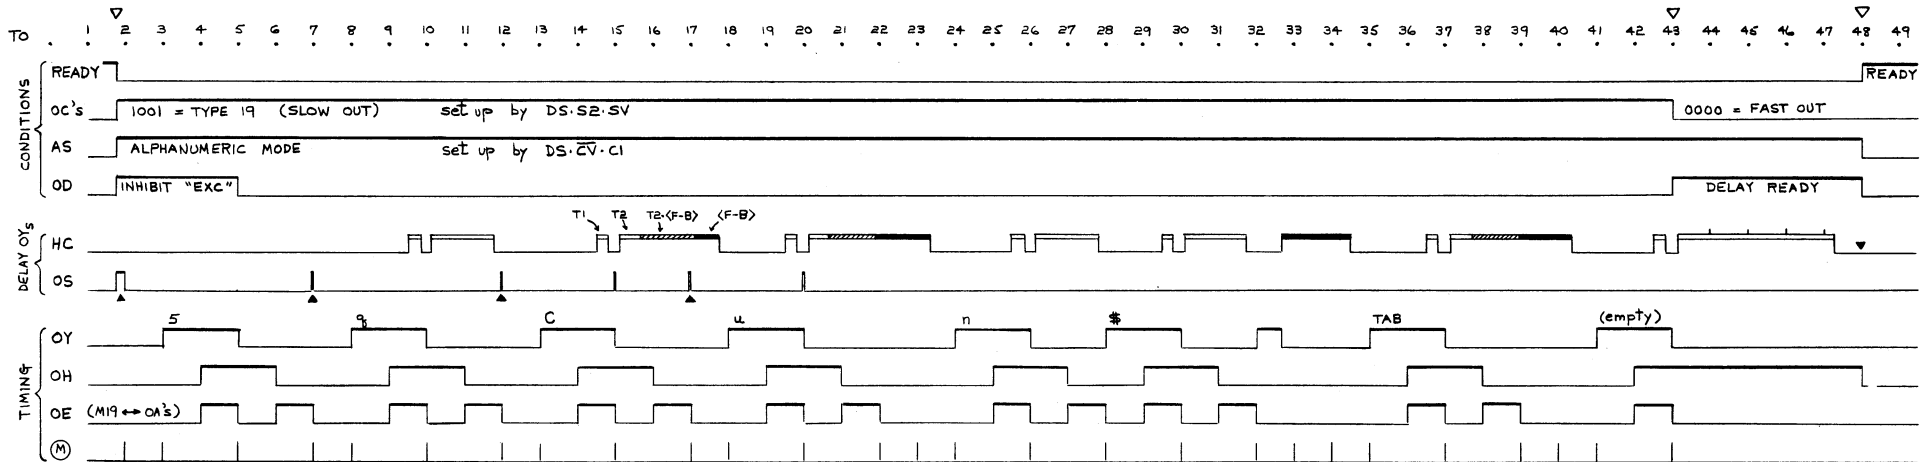 TO . 1 2 3 4 5 6 7 8 9 10 11 12 13 14 15 16 17 18 19 20 21 22 23 24 25 26 27 28 29 30 31 32 33 34 35 36 37 38 39 40 41 42 43 44 45 46 47 48 49
CONDITIONS
READY READY
OC's 1001 = TYPE 19 (SLOW OUT) set up by DS·S2·SV 0000 = FAST OUT
AS ALPHANUMERIC MODE set up by DS·C̅V̅·C1
OD INHIBIT "EXC" DELAY READY
DELAY OYs
T1 T2 T2·(F-B) (F-B)
HC
OS
TIMING
5 q C u n $ TAB (empty)
OY
OH
OE (M19 ↔ OA's)
M